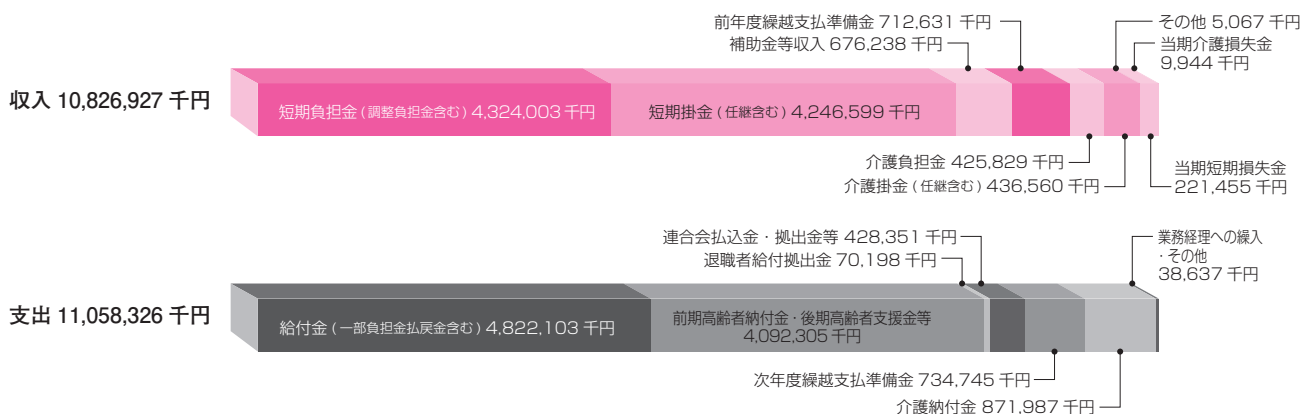 前年度繰越支払準備金 712,631 千円
その他 5,067 千円
補助金等収入 676,238 千円
当期介護損失金
9,944 千円
収入 10,826,927 千円
短期負担金 ( 調整負担金含む ) 4,324,003 千円
短期掛金 ( 任継含む ) 4,246,599 千円
介護負担金 425,829 千円
介護掛金 ( 任継含む ) 436,560 千円
当期短期損失金
221,455 千円
連合会払込金・拠出金等 428,351 千円
退職者給付拠出金 70,198 千円
業務経理への繰入
・その他
38,637 千円
支出 11,058,326 千円
給付金 ( 一部負担金払戻金含む ) 4,822,103 千円
前期高齢者納付金・後期高齢者支援金等
4,092,305 千円
次年度繰越支払準備金 734,745 千円
介護納付金 871,987 千円